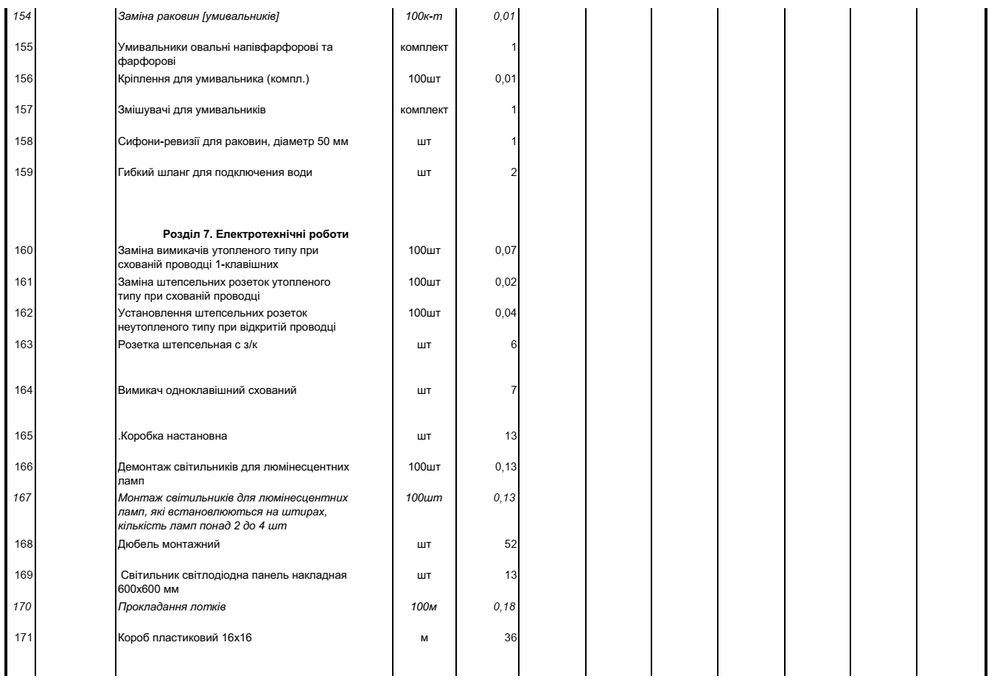 154 Заміна раковин [умивальників] 100к-т 0,01
155 Умивальники овальні напівфарфорові та комплект 1
фарфорові
156 Кріплення для умивальника (компл.) 100шт 0,01
157 Змішувачі для умивальників комплект 1
158 Сифони-ревизії для раковин, діаметр 50 мм шт 1
159 Гибкий шланг для подключения води шт 2
Розділ 7. Електротехнічні роботи
160 Заміна вимикачів утопленого типу при 100шт 0,07
схованій проводці 1-клавішних
161 Заміна штепсельних розеток утопленого 100шт 0,02
типу при схованій проводці
162 Установлення штепсельних розеток 100шт 0,04
неутопленого типу при відкритій проводці
163 Розетка штепсельная с з/к шт 6
164 Вимикач одноклавішний схований шт 7
165 .Коробка настановна шт 13
166 Демонтаж світильників для люмінесцентних 100шт 0,13
ламп
167 Монтаж світильників для люмінесцентних 100шт 0,13
ламп, які встановлюються на штирах,
кількість ламп понад 2 до 4 шт
168 Дюбель монтажний шт 52
169 Світильник світлодіодна панель накладная шт 13
600х600 мм
170 Прокладання лотків 100м 0,18
171 Короб пластиковий 16х16 м 36